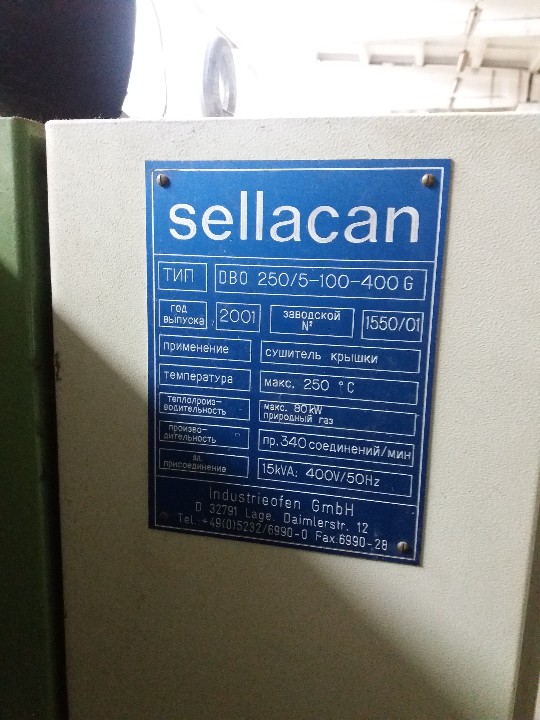 sellacan
ТИП DBO 250/5-100-400 G
год выпуска 2001 заводской № 1550/01
применение сушитель крышки
температура макс. 250 °C
теплопроиз-
водительность макс. 80 kW
природный газ
произво-
дительность пр. 340 соединений/мин
эл.
присоединение 15kVA; 400V/50Hz
Industrieofen GmbH
D 32791 Lage, Daimlerstr. 12
Tel. +49(0)5232/6990-0 Fax.6990-28